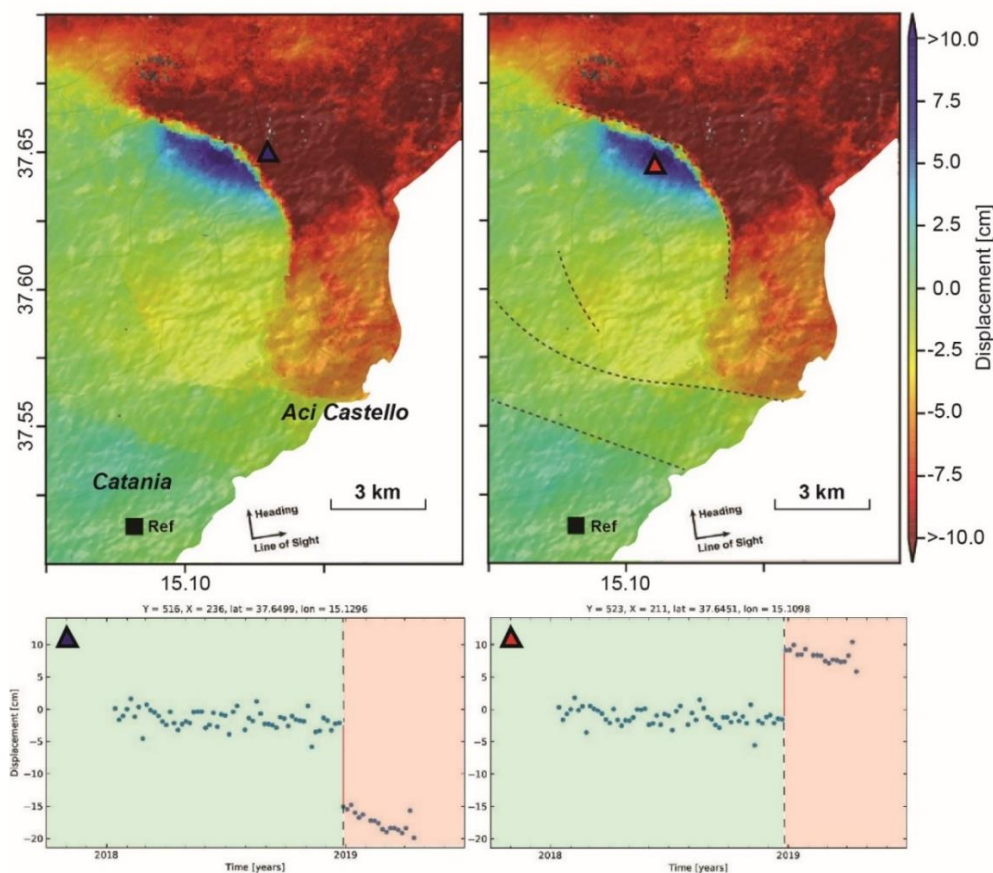 >10.0
7.5
5.0
2.5
0.0
-2.5
-5.0
-7.5
>-10.0
Displacement [cm]
37.65
37.60
37.55
Aci Castello
Catania
Ref
Heading
Line of Sight
3 km
15.10
Aci Castello
Catania
Ref
Heading
Line of Sight
3 km
15.10
Y = 516, X = 236, lat = 37.6499, lon = 15.1296
Displacement [cm]
10
5
0
−5
−10
−15
−20
2018
2019
Time [years]
Y = 523, X = 211, lat = 37.6451, lon = 15.1098
10
5
0
−5
−10
−15
−20
2018
2019
Time [years]